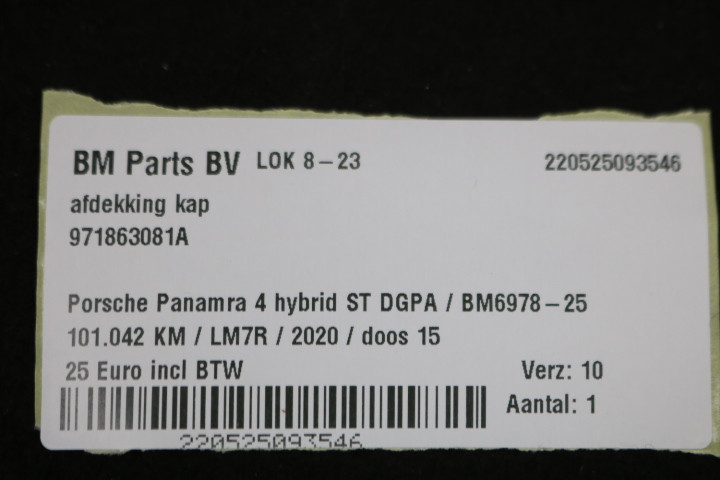 BM Parts BV LOK 8-23 220525093546
afdekking kap
971863081A
Porsche Panamra 4 hybrid ST DGPA / BM6978-25
101.042 KM / LM7R / 2020 / doos 15
25 Euro incl BTW Verz: 10
Aantal: 1
220525093546